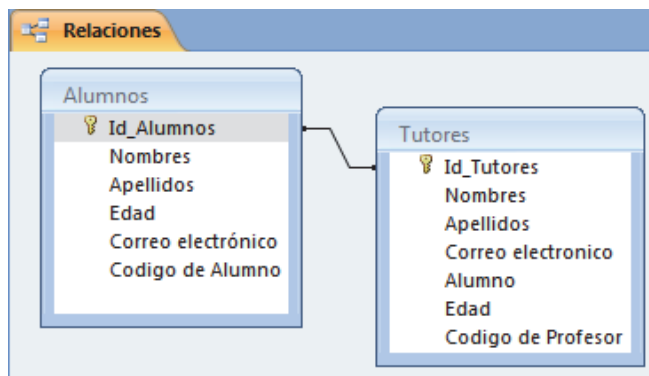 Relaciones
Alumnos
Id_Alumnos
Nombres
Apellidos
Edad
Correo electrónico
Codigo de Alumno
Tutores
Id_Tutores
Nombres
Apellidos
Correo electronico
Alumno
Edad
Codigo de Profesor